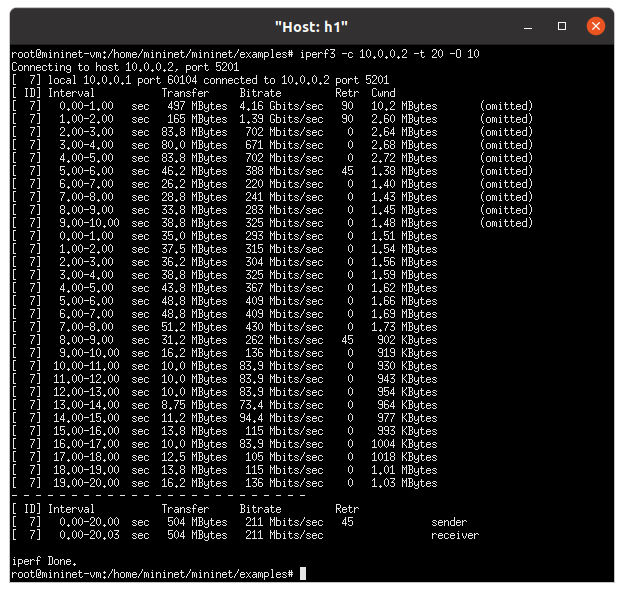 "Host: h1"
root@mininet-vm:/home/mininet/mininet/examples# iperf3 -c 10.0.0.2 -t 20 -O 10
Connecting to host 10.0.0.2, port 5201
[  7] local 10.0.0.1 port 60104 connected to 10.0.0.2 port 5201
[ ID] Interval           Transfer     Bitrate         Retr  Cwnd
[  7]   0.00-1.00   sec   497 MBytes  4.16 Gbits/sec   90   10.2 MBytes       (omitted)
[  7]   1.00-2.00   sec   165 MBytes  1.39 Gbits/sec   90   2.60 MBytes       (omitted)
[  7]   2.00-3.00   sec  83.8 MBytes   702 Mbits/sec    0   2.64 MBytes       (omitted)
[  7]   3.00-4.00   sec  80.0 MBytes   671 Mbits/sec    0   2.68 MBytes       (omitted)
[  7]   4.00-5.00   sec  83.8 MBytes   702 Mbits/sec    0   2.72 MBytes       (omitted)
[  7]   5.00-6.00   sec  46.2 MBytes   388 Mbits/sec   45   1.38 MBytes       (omitted)
[  7]   6.00-7.00   sec  26.2 MBytes   220 Mbits/sec    0   1.40 MBytes       (omitted)
[  7]   7.00-8.00   sec  28.8 MBytes   241 Mbits/sec    0   1.43 MBytes       (omitted)
[  7]   8.00-9.00   sec  33.8 MBytes   283 Mbits/sec    0   1.45 MBytes       (omitted)
[  7]   9.00-10.00  sec  38.8 MBytes   325 Mbits/sec    0   1.48 MBytes       (omitted)
[  7]   0.00-1.00   sec  35.0 MBytes   293 Mbits/sec    0   1.51 MBytes
[  7]   1.00-2.00   sec  37.5 MBytes   315 Mbits/sec    0   1.54 MBytes
[  7]   2.00-3.00   sec  36.2 MBytes   304 Mbits/sec    0   1.56 MBytes
[  7]   3.00-4.00   sec  38.8 MBytes   325 Mbits/sec    0   1.59 MBytes
[  7]   4.00-5.00   sec  43.8 MBytes   367 Mbits/sec    0   1.62 MBytes
[  7]   5.00-6.00   sec  48.8 MBytes   409 Mbits/sec    0   1.66 MBytes
[  7]   6.00-7.00   sec  48.8 MBytes   409 Mbits/sec    0   1.69 MBytes
[  7]   7.00-8.00   sec  51.2 MBytes   430 Mbits/sec    0   1.73 MBytes
[  7]   8.00-9.00   sec  31.2 MBytes   262 Mbits/sec   45    902 KBytes
[  7]   9.00-10.00  sec  16.2 MBytes   136 Mbits/sec    0    919 KBytes
[  7]  10.00-11.00  sec  10.0 MBytes  83.9 Mbits/sec    0    930 KBytes
[  7]  11.00-12.00  sec  10.0 MBytes  83.9 Mbits/sec    0    943 KBytes
[  7]  12.00-13.00  sec  10.0 MBytes  83.9 Mbits/sec    0    954 KBytes
[  7]  13.00-14.00  sec  8.75 MBytes  73.4 Mbits/sec    0    964 KBytes
[  7]  14.00-15.00  sec  11.2 MBytes  94.4 Mbits/sec    0    977 KBytes
[  7]  15.00-16.00  sec  13.8 MBytes   115 Mbits/sec    0    993 KBytes
[  7]  16.00-17.00  sec  10.0 MBytes  83.9 Mbits/sec    0   1004 KBytes
[  7]  17.00-18.00  sec  12.5 MBytes   105 Mbits/sec    0   1018 KBytes
[  7]  18.00-19.00  sec  13.8 MBytes   115 Mbits/sec    0   1.01 MBytes
[  7]  19.00-20.00  sec  16.2 MBytes   136 Mbits/sec    0   1.03 MBytes
- - - - - - - - - - - - - - - - - - - - - - - - -
[ ID] Interval           Transfer     Bitrate         Retr
[  7]   0.00-20.00  sec   504 MBytes   211 Mbits/sec   45             sender
[  7]   0.00-20.03  sec   504 MBytes   211 Mbits/sec                  receiver

iperf Done.
root@mininet-vm:/home/mininet/mininet/examples#